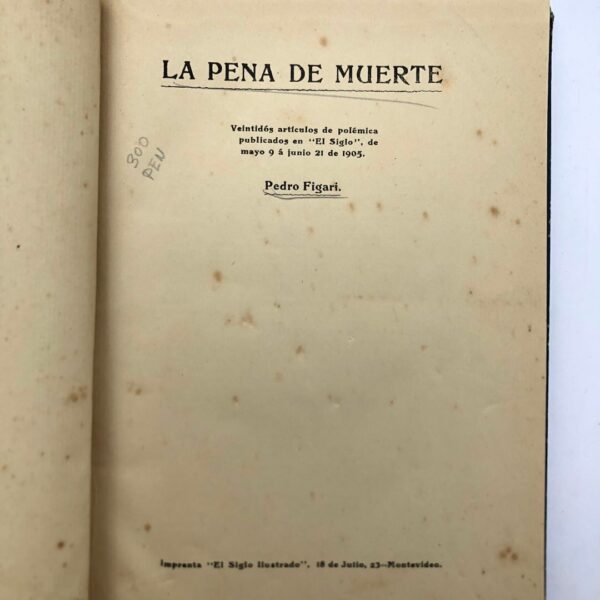 LA PENA DE MUERTE
Veintidós artículos de polémica
publicados en "El Siglo", de
mayo 9 á junio 21 de 1905.
Pedro Figari.
300
PEN
Imprenta "El Siglo Ilustrado", 18 de Julio, 23—Montevideo.